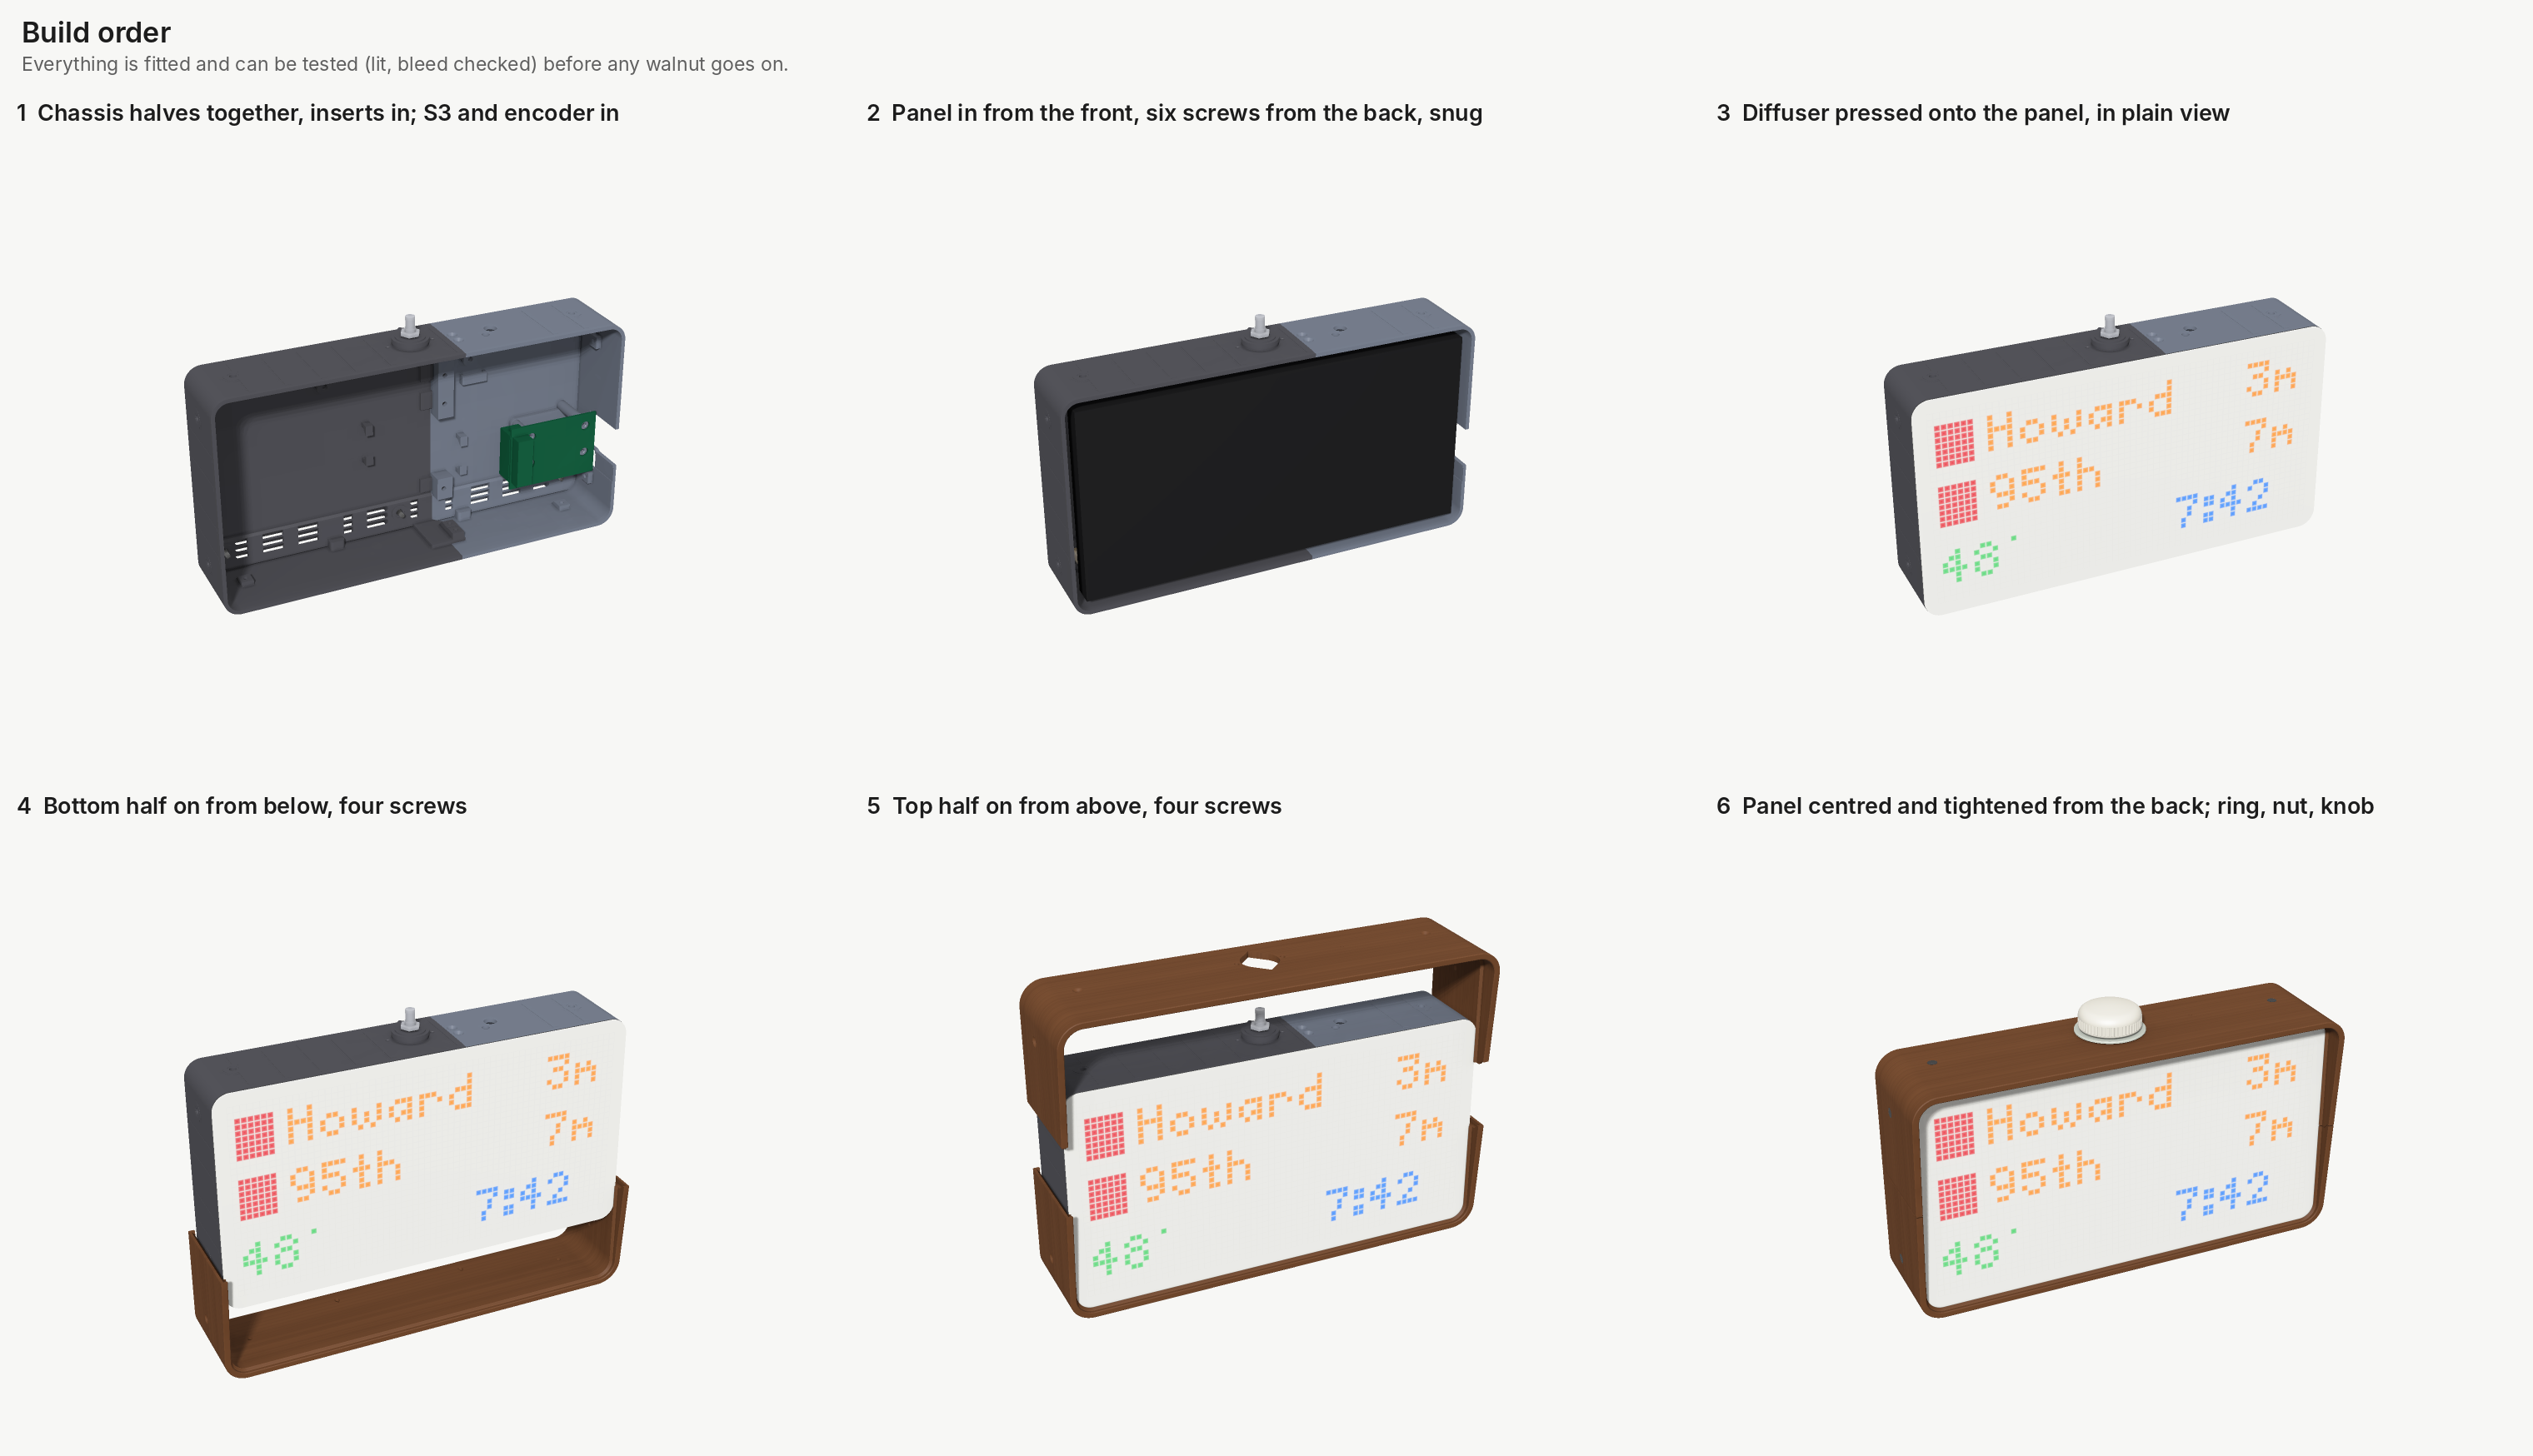 Build order
Everything is fitted and can be tested (lit, bleed checked) before any walnut goes on.
1 Chassis halves together, inserts in; S3 and encoder in
2 Panel in from the front, six screws from the back, snug
3 Diffuser pressed onto the panel, in plain view
Howard 3m
7m
95th
7:42
48°
4 Bottom half on from below, four screws
5 Top half on from above, four screws
6 Panel centred and tightened from the back; ring, nut, knob
Howard 3m
7m
95th
7:42
48°
Howard 3m
7m
95th
7:42
48°
Howard 3m
7m
95th
7:42
48°